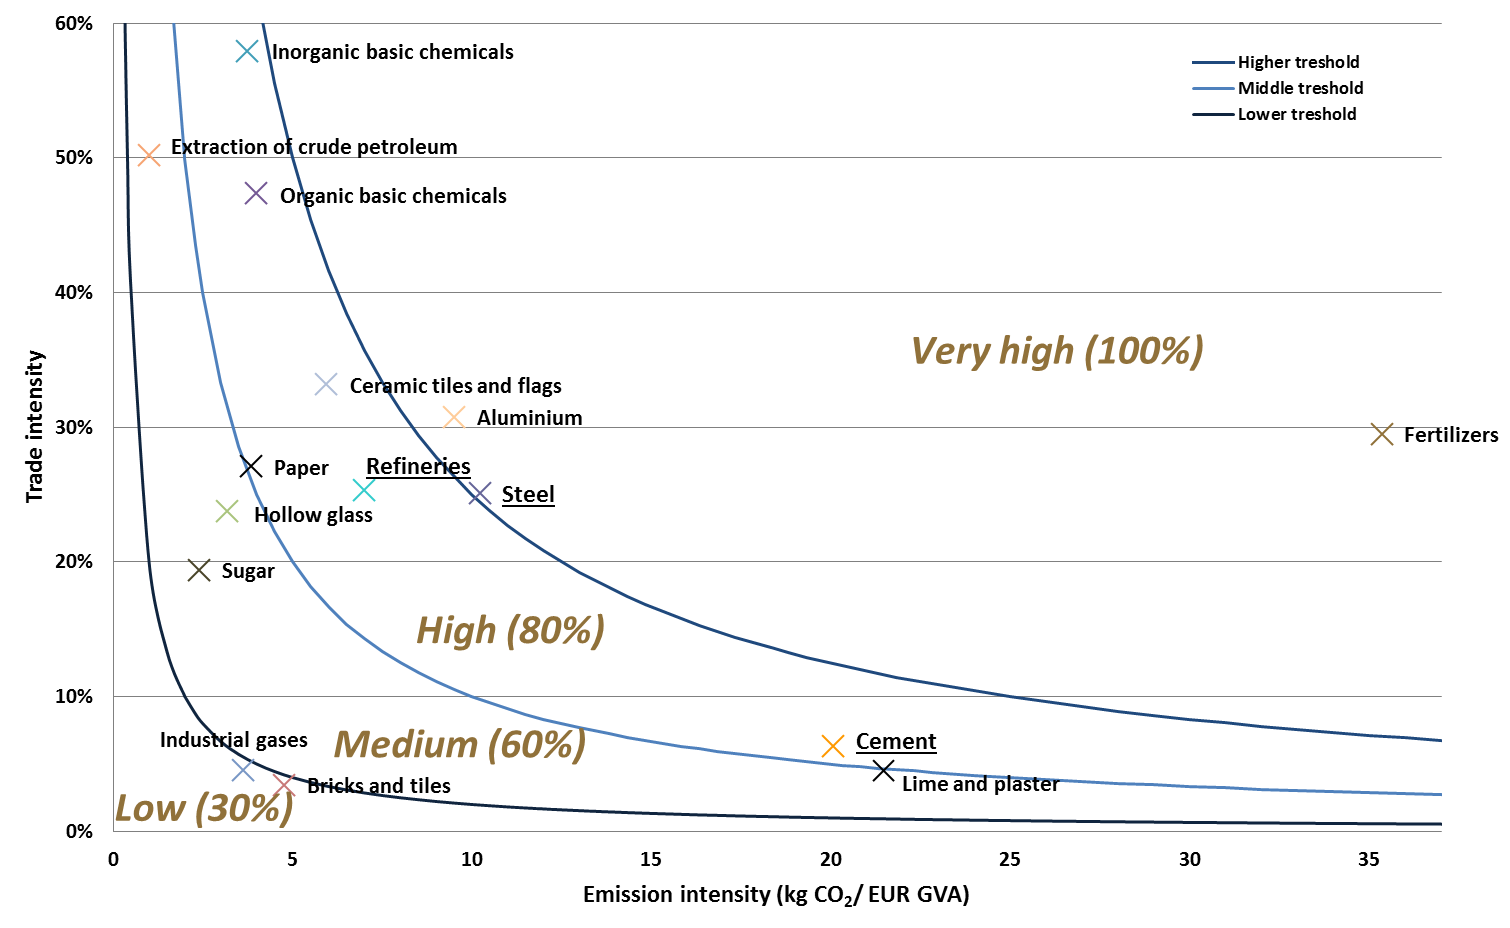 60%
Inorganic basic chemicals
Higher treshold
Middle treshold
Lower treshold
Extraction of crude petroleum
50%
Organic basic chemicals
40%
Very high (100%)
Ceramic tiles and flags
Aluminium
30%
Fertilizers
Trade intensity
Paper
Refineries
Steel
Hollow glass
20%
Sugar
High (80%)
10%
Industrial gases
Medium (60%)
Cement
Bricks and tiles
Lime and plaster
Low (30%)
0%
0 5 10 15 20 25 30 35
Emission intensity (kg CO₂/ EUR GVA)